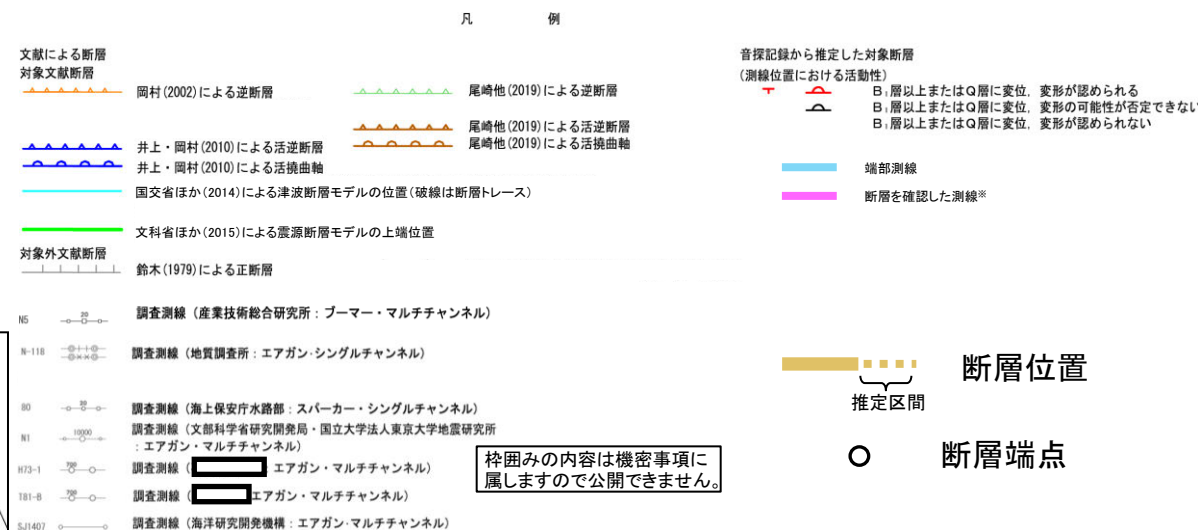 凡 例
文献による断層
対象文献断層
岡村(2002)による逆断層
尾崎他(2019)による逆断層
尾崎他(2019)による活逆断層
井上・岡村(2010)による活逆断層
尾崎他(2019)による活撓曲軸
井上・岡村(2010)による活撓曲軸
国交省ほか(2014)による津波断層モデルの位置(破線は断層トレース)
文科省ほか(2015)による震源断層モデルの上端位置
対象外文献断層
鈴木(1979)による正断層
N5 20 調査測線（産業技術総合研究所：ブーマー・マルチチャンネル）
N-118 調査測線（地質調査所：エアガン・シングルチャンネル）
80 20 調査測線（海上保安庁水路部：スパーカー・シングルチャンネル）
N1 10000 調査測線（文部科学省研究開発局・国立大学法人東京大学地震研究所
：エアガン・マルチチャンネル）
H73-1 700 調査測線（ ：エアガン・マルチチャンネル）
T81-B 700 調査測線（ エアガン・マルチチャンネル）
SJ1407 調査測線（海洋研究開発機構：エアガン・マルチチャンネル）
枠囲みの内容は機密事項に
属しますので公開できません。
音探記録から推定した対象断層
(測線位置における活動性)
B₁層以上またはQ層に変位，変形が認められる
B₁層以上またはQ層に変位，変形の可能性が否定できない
B₁層以上またはQ層に変位，変形が認められない
端部測線
断層を確認した測線※
断層位置
推定区間
断層端点